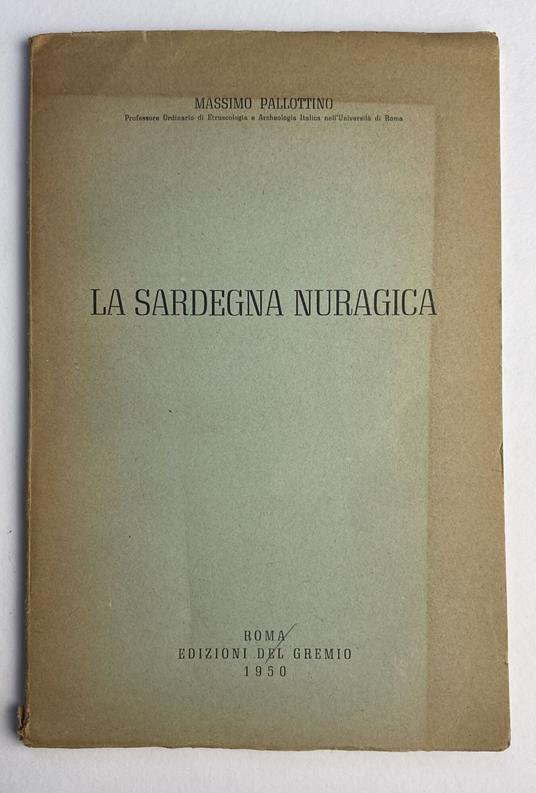 MASSIMO PALLOTTINO
Professore Ordinario di Etruscologia e Archeologia Italica nell'Università di Roma
LA SARDEGNA NURAGICA
ROMA
EDIZIONI DEL GREMIO
1950